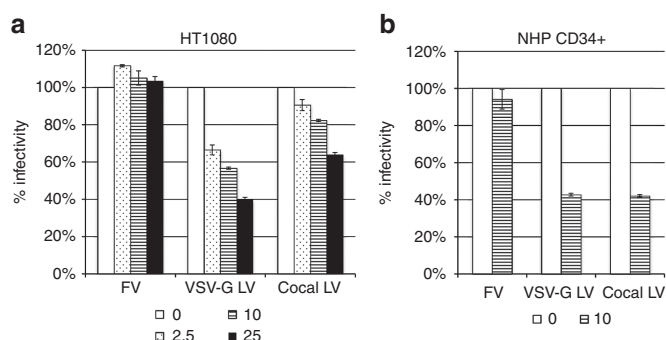 a
HT1080
% infectivity
120%
100%
80%
60%
40%
20%
0%
FV VSV-G LV Cocal LV
0 10
2.5 25
b
NHP CD34+
% infectivity
120%
100%
80%
60%
40%
20%
0%
FV VSV-G LV Cocal LV
0 10